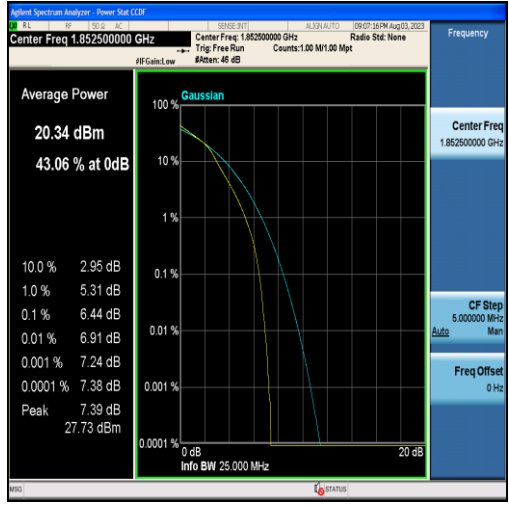 Agilent Spectrum Analyzer - Power Stat CCDF
RL RF 50 Ω AC SENSE:INT ALIGN AUTO 09:07:16 PM Aug 03, 2023
Center Freq 1.852500000 GHz
Center Freq: 1.852500000 GHz Radio Std: None
Trig: Free Run Counts:1.00 M/1.00 Mpt
#IFGain:Low #Atten: 46 dB
Frequency
Average Power
20.34 dBm
43.06 % at 0dB
10.0 % 2.95 dB
1.0 % 5.31 dB
0.1 % 6.44 dB
0.01 % 6.91 dB
0.001 % 7.24 dB
0.0001 % 7.38 dB
Peak 7.39 dB
27.73 dBm
Gaussian
100 %
10 %
1 %
0.1 %
0.01 %
0.001 %
0.0001 %
0 dB 20 dB
Info BW 25.000 MHz
Center Freq
1.852500000 GHz
CF Step
5.000000 MHz
Auto Man
Freq Offset
0 Hz
MSG STATUS